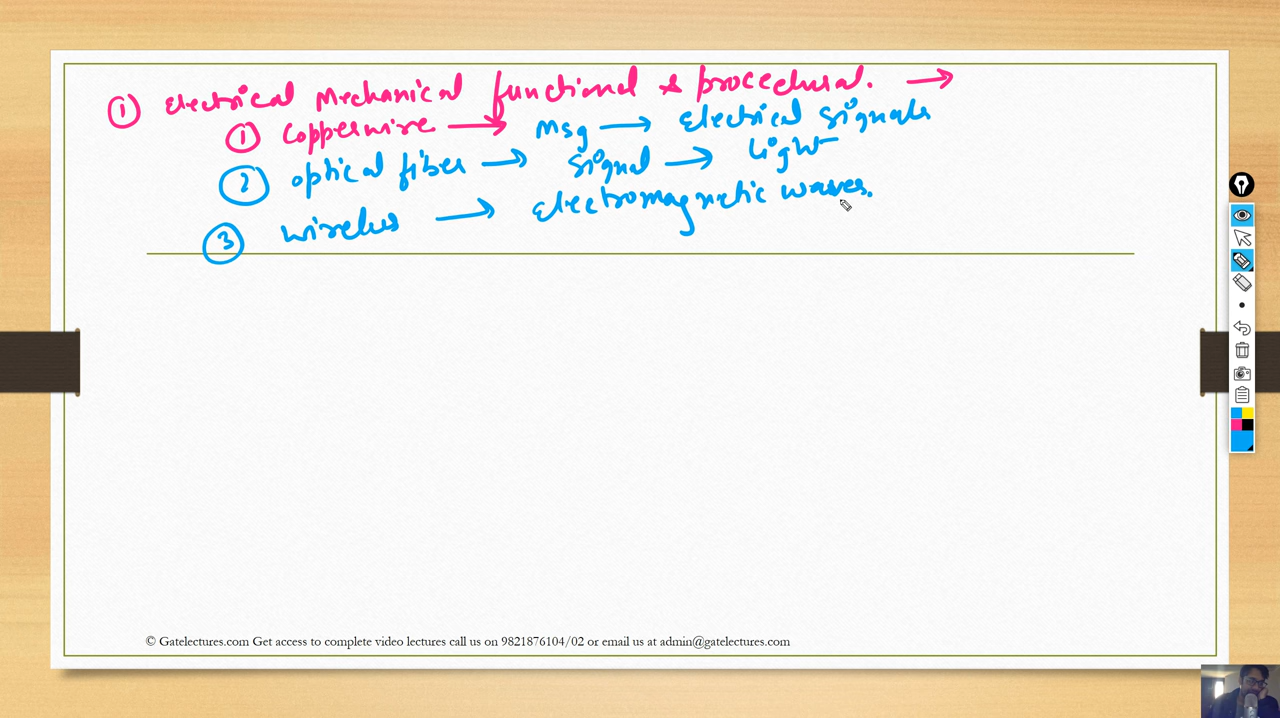 ① Electrical Mechanical functional & procedural. →
① Copperwire → Msg → Electrical signals
② optical fiber → signal → Light
③ wireless → Electromagnetic waves.
© Gatelectures.com Get access to complete video lectures call us on 9821876104/02 or email us at admin@gatelectures.com